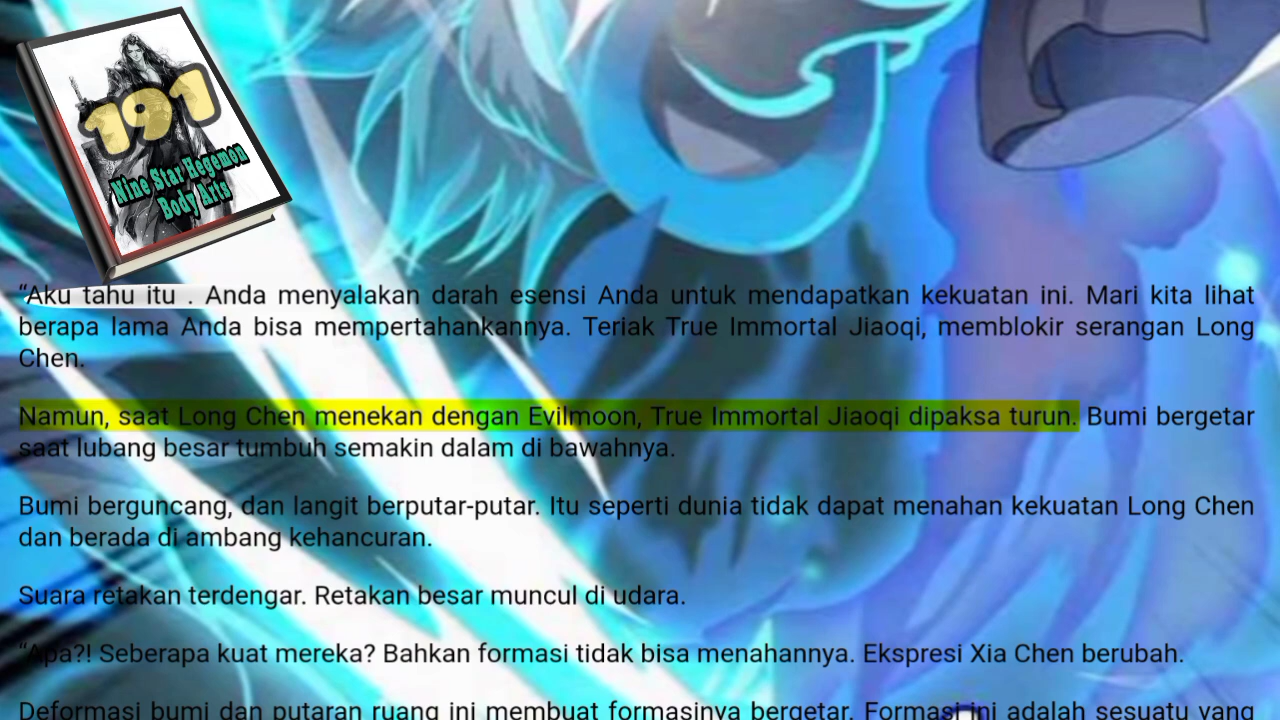 191
Nine Star Hegemon
Body Arts
“Aku tahu itu . Anda menyalakan darah esensi Anda untuk mendapatkan kekuatan ini. Mari kita lihat
berapa lama Anda bisa mempertahankannya. Teriak True Immortal Jiaoqi, memblokir serangan Long
Chen.
Namun, saat Long Chen menekan dengan Evilmoon, True Immortal Jiaoqi dipaksa turun. Bumi bergetar
saat lubang besar tumbuh semakin dalam di bawahnya.
Bumi berguncang, dan langit berputar-putar. Itu seperti dunia tidak dapat menahan kekuatan Long Chen
dan berada di ambang kehancuran.
Suara retakan terdengar. Retakan besar muncul di udara.
“Apa?! Seberapa kuat mereka? Bahkan formasi tidak bisa menahannya. Ekspresi Xia Chen berubah.
Deformasi bumi dan putaran ruang ini membuat formasinya bergetar. Formasi ini adalah sesuatu yang